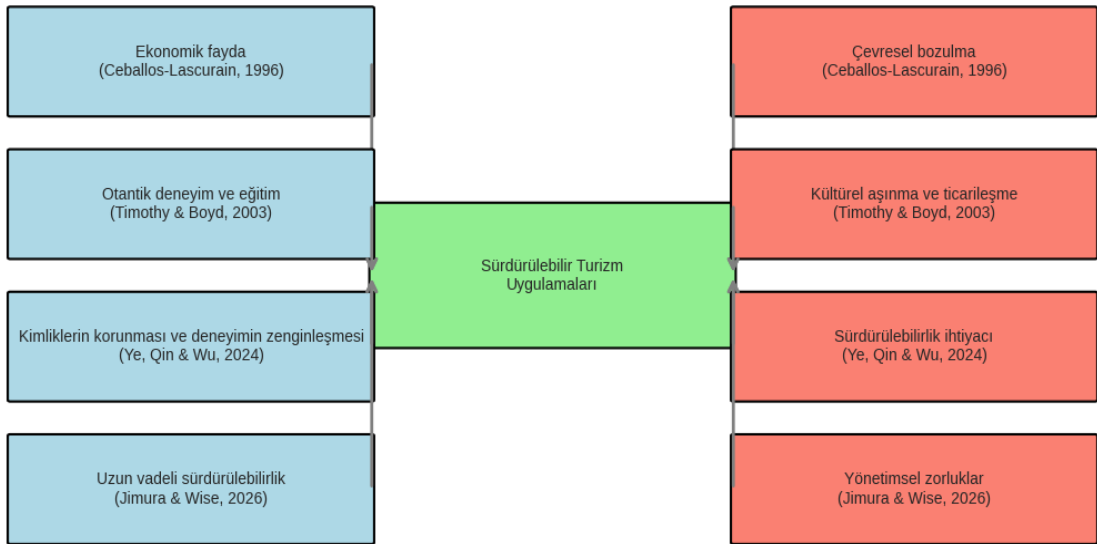 Ekonomik fayda
(Ceballos-Lascurain, 1996)
Otantik deneyim ve eğitim
(Timothy & Boyd, 2003)
Kimliklerin korunması ve deneyimin zenginleşmesi
(Ye, Qin & Wu, 2024)
Uzun vadeli sürdürülebilirlik
(Jimura & Wise, 2026)
Sürdürülebilir Turizm
Uygulamaları
Çevresel bozulma
(Ceballos-Lascurain, 1996)
Kültürel aşınma ve ticarileşme
(Timothy & Boyd, 2003)
Sürdürülebilirlik ihtiyacı
(Ye, Qin & Wu, 2024)
Yönetimsel zorluklar
(Jimura & Wise, 2026)